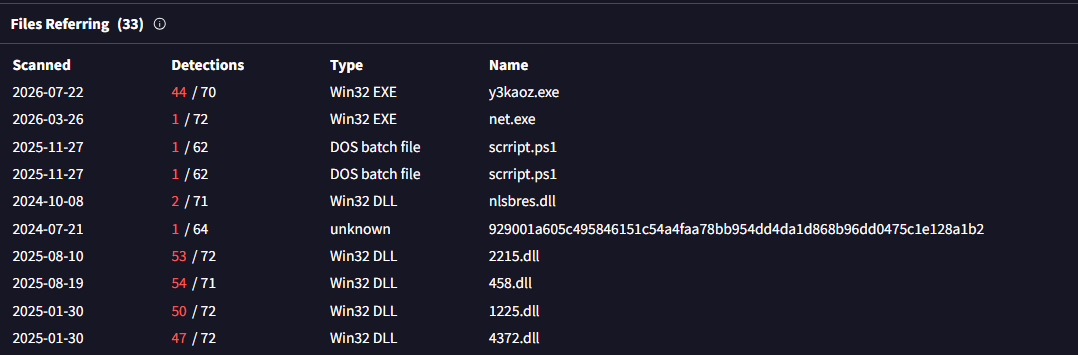 Files Referring (33)
Scanned Detections Type Name
2026-07-22 44 / 70 Win32 EXE y3kaoz.exe
2026-03-26 1 / 72 Win32 EXE net.exe
2025-11-27 1 / 62 DOS batch file scrript.ps1
2025-11-27 1 / 62 DOS batch file scrript.ps1
2024-10-08 2 / 71 Win32 DLL nlsbres.dll
2024-07-21 1 / 64 unknown 929001a605c495846151c54a4faa78bb954dd4da1d868b96dd0475c1e128a1b2
2025-08-10 53 / 72 Win32 DLL 2215.dll
2025-08-19 54 / 71 Win32 DLL 458.dll
2025-01-30 50 / 72 Win32 DLL 1225.dll
2025-01-30 47 / 72 Win32 DLL 4372.dll